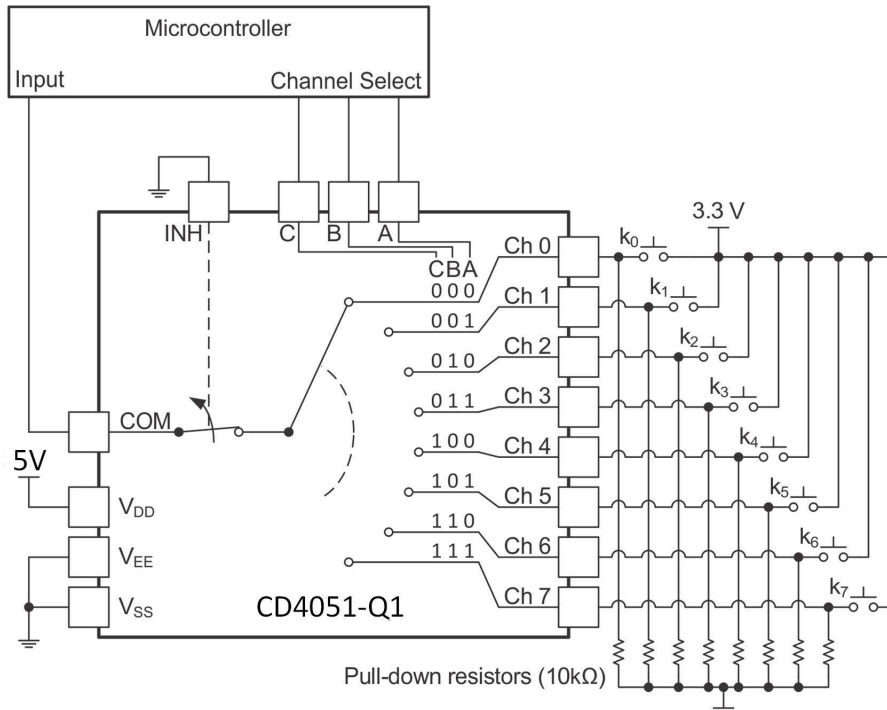 Microcontroller
Input
Channel Select
INH
C
B
A
CBA
3.3 V
k0
Ch 0
000
k1
Ch 1
001
k2
Ch 2
010
k3
Ch 3
011
COM
k4
Ch 4
100
5V
k5
Ch 5
101
VDD
k6
Ch 6
110
VEE
111
k7
Ch 7
VSS
CD4051-Q1
Pull-down resistors (10kΩ)